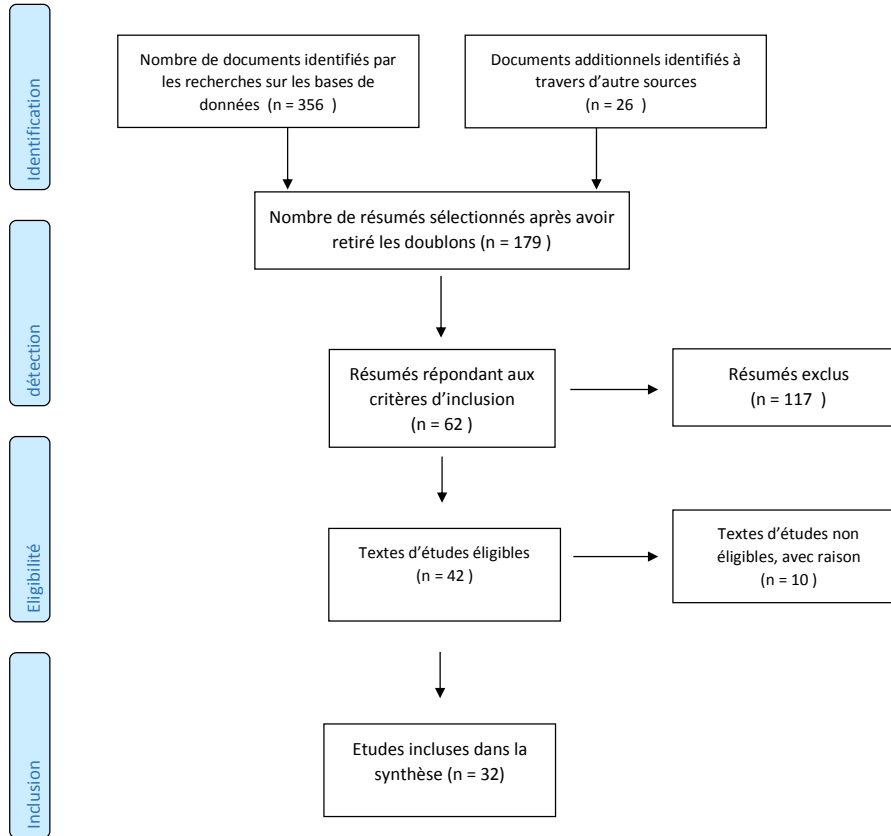 Identification
Nombre de documents identifiés par
les recherches sur les bases de
données (n = 356 )
Documents additionnels identifiés à
travers d'autre sources
(n = 26 )
Nombre de résumés sélectionnés après avoir
retiré les doublons (n = 179 )
détection
Résumés répondant aux
critères d'inclusion
(n = 62 )
Résumés exclus
(n = 117 )
Eligibilité
Textes d'études éligibles
(n = 42 )
Textes d'études non
éligibles, avec raison
(n = 10 )
Inclusion
Etudes incluses dans la
synthèse (n = 32)